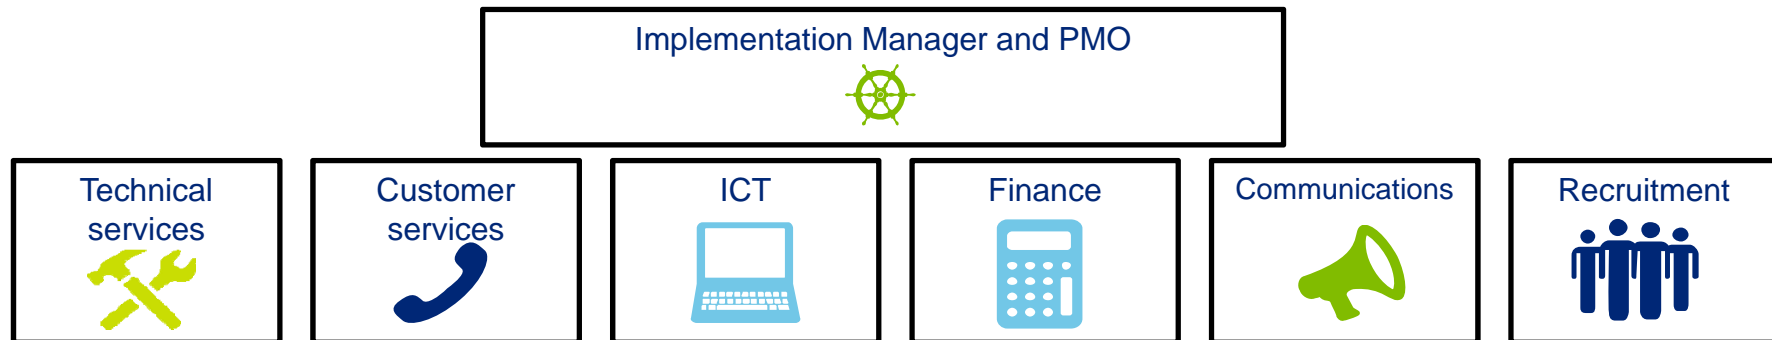 Implementation Manager and PMO
Technical
services
Customer
services
ICT
Finance
Communications
Recruitment